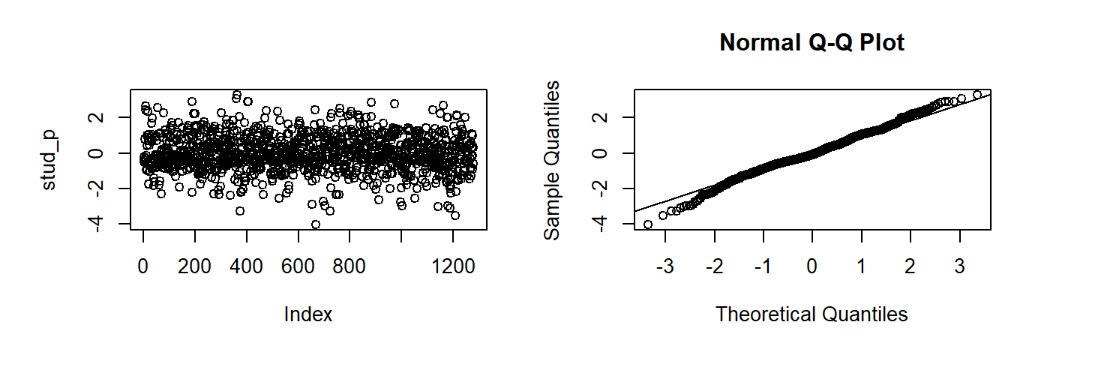 stud_p
2
0
-2
-4
0 200 400 600 800 1200
Index
Normal Q-Q Plot
Sample Quantiles
2
0
-2
-4
-3 -2 -1 0 1 2 3
Theoretical Quantiles